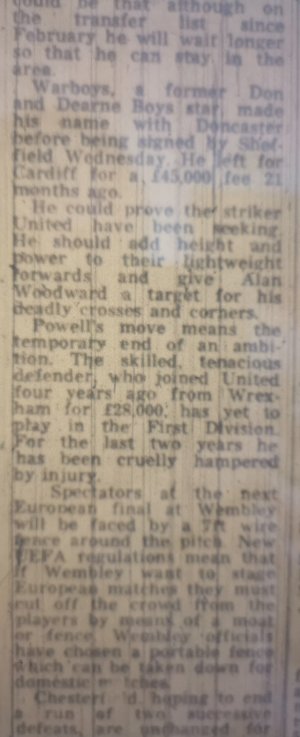 could be that although on
the transfer list since
February he will wait longer
so that he can stay in the
area.
Warboys, a former Don
and Dearne Boys star, made
his name with Doncaster
before being signed by Shef-
field Wednesday. He left for
Cardiff for a £45,000 fee 21
months ago.
He could prove the striker
United have been seeking.
He should add height and
power to their lightweight
forwards and give Alan
Woodward a target for his
deadly crosses and corners.
Powell's move means the
temporary end of an ambi-
tion. The skilled, tenacious
defender, who joined United
four years ago from Wrex-
ham for £28,000, has yet to
play in the First Division.
For the last two years he
has been cruelly hampered
by injury.
Spectators at the next
European final at Wembley
will be faced by a 7ft wire
fence around the pitch. New
UEFA regulations mean that
if Wembley want to stage
European matches they must
cut off the crowd from the
players by means of a moat
or fence. Wembley officials
have chosen a portable fence
which can be taken down for
domestic
hoping to end
a run of two successive
defeats, are unchanged for